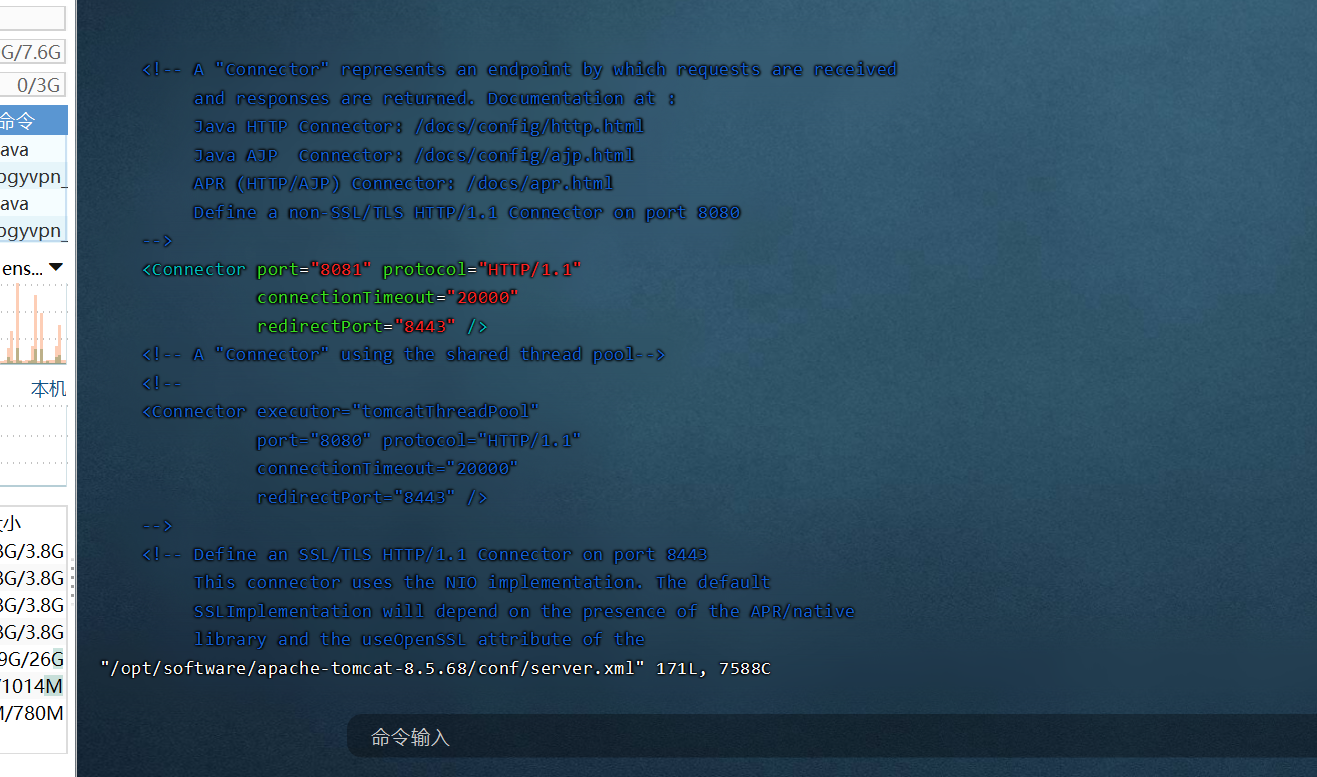 G/7.6G
0/3G
命令
ava
ogyvpn_
ava
ogyvpn_
ens...
本机
小
G/3.8G
G/3.8G
G/3.8G
G/3.8G
9G/26G
/1014M
/780M
<!-- A "Connector" represents an endpoint by which requests are received
and responses are returned. Documentation at :
Java HTTP Connector: /docs/config/http.html
Java AJP  Connector: /docs/config/ajp.html
APR (HTTP/AJP) Connector: /docs/apr.html
Define a non-SSL/TLS HTTP/1.1 Connector on port 8080
-->
<Connector port="8081" protocol="HTTP/1.1"
connectionTimeout="20000"
redirectPort="8443" />
<!-- A "Connector" using the shared thread pool-->
<!--
<Connector executor="tomcatThreadPool"
port="8080" protocol="HTTP/1.1"
connectionTimeout="20000"
redirectPort="8443" />
-->
<!-- Define an SSL/TLS HTTP/1.1 Connector on port 8443
This connector uses the NIO implementation. The default
SSLImplementation will depend on the presence of the APR/native
library and the useOpenSSL attribute of the
"/opt/software/apache-tomcat-8.5.68/conf/server.xml" 171L, 7588C
命令输入